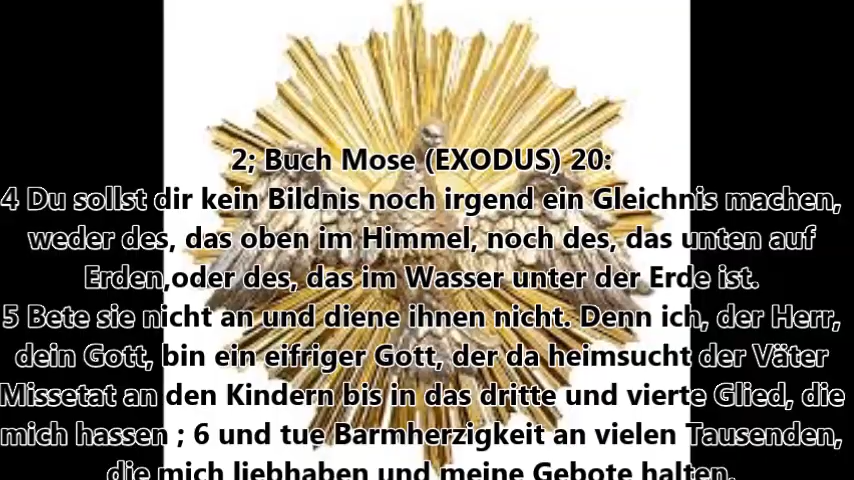 2; Buch Mose (EXODUS) 20:
4 Du sollst dir kein Bildnis noch irgend ein Gleichnis machen,
weder des, das oben im Himmel, noch des, das unten auf
Erden,oder des, das im Wasser unter der Erde ist.
5 Bete sie nicht an und diene ihnen nicht. Denn ich, der Herr,
dein Gott, bin ein eifriger Gott, der da heimsucht der Väter
Missetat an den Kindern bis in das dritte und vierte Glied, die
mich hassen ; 6 und tue Barmherzigkeit an vielen Tausenden,
die mich liebhaben und meine Gebote halten.